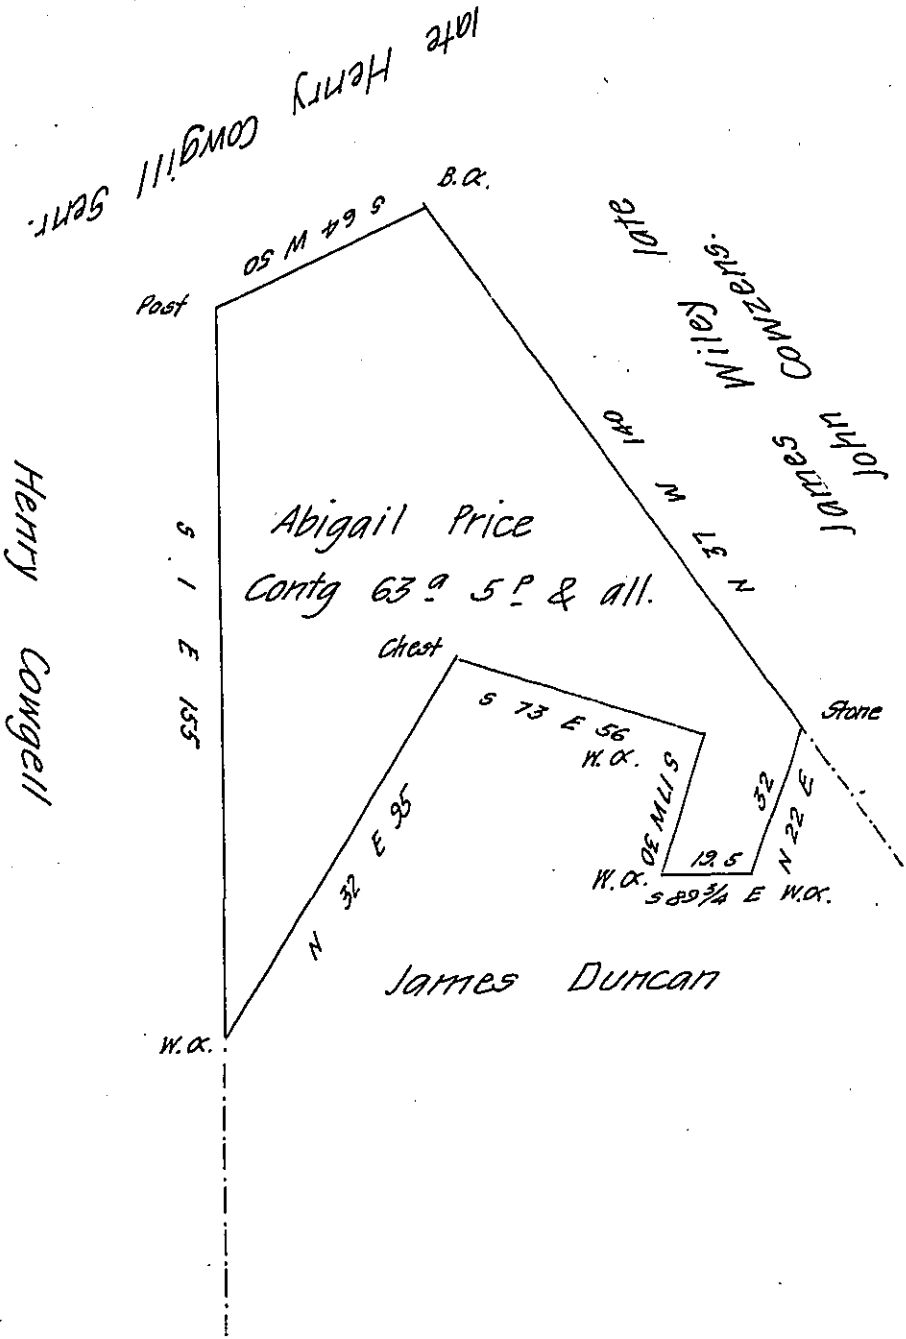 late Henry Cowgill Senr.
B.O.
S 64 W 50
Post
James Wiley late
John Cowzens.
N 37 W 140
Henry Cowgell
S 1 E 155
Abigail Price
Contg 63ª 5ᴾ & all.
Chest
S 73 E 56
W.O.
Stone
S 17 W 30
32
N 22 E
W.O.
19.5
S 89 3/4 E
W.O.
N 32 E 95
James Duncan
W.O.